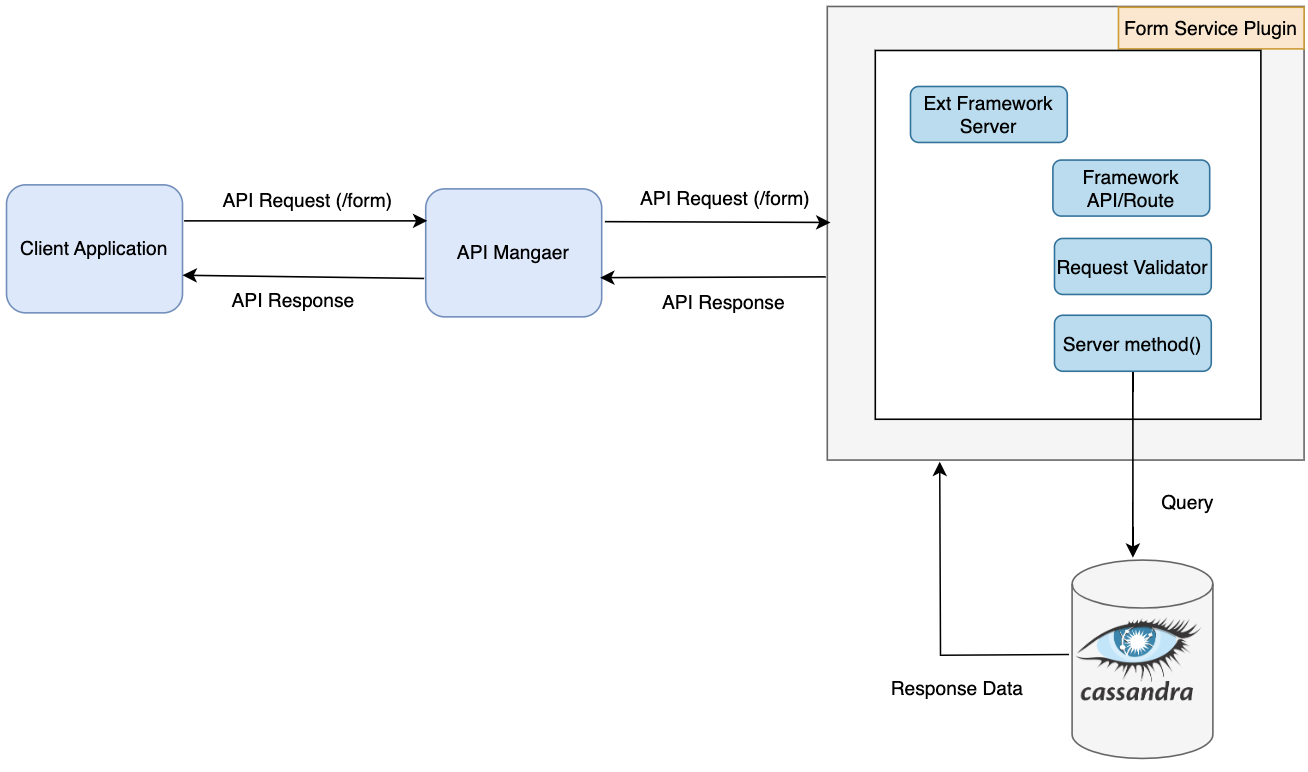 Form Service Plugin
Ext Framework
Server
Framework
API/Route
Request Validator
Server method()
API Request (/form)
API Request (/form)
Client Application
API Mangaer
API Response
API Response
Query
cassandra
Response Data